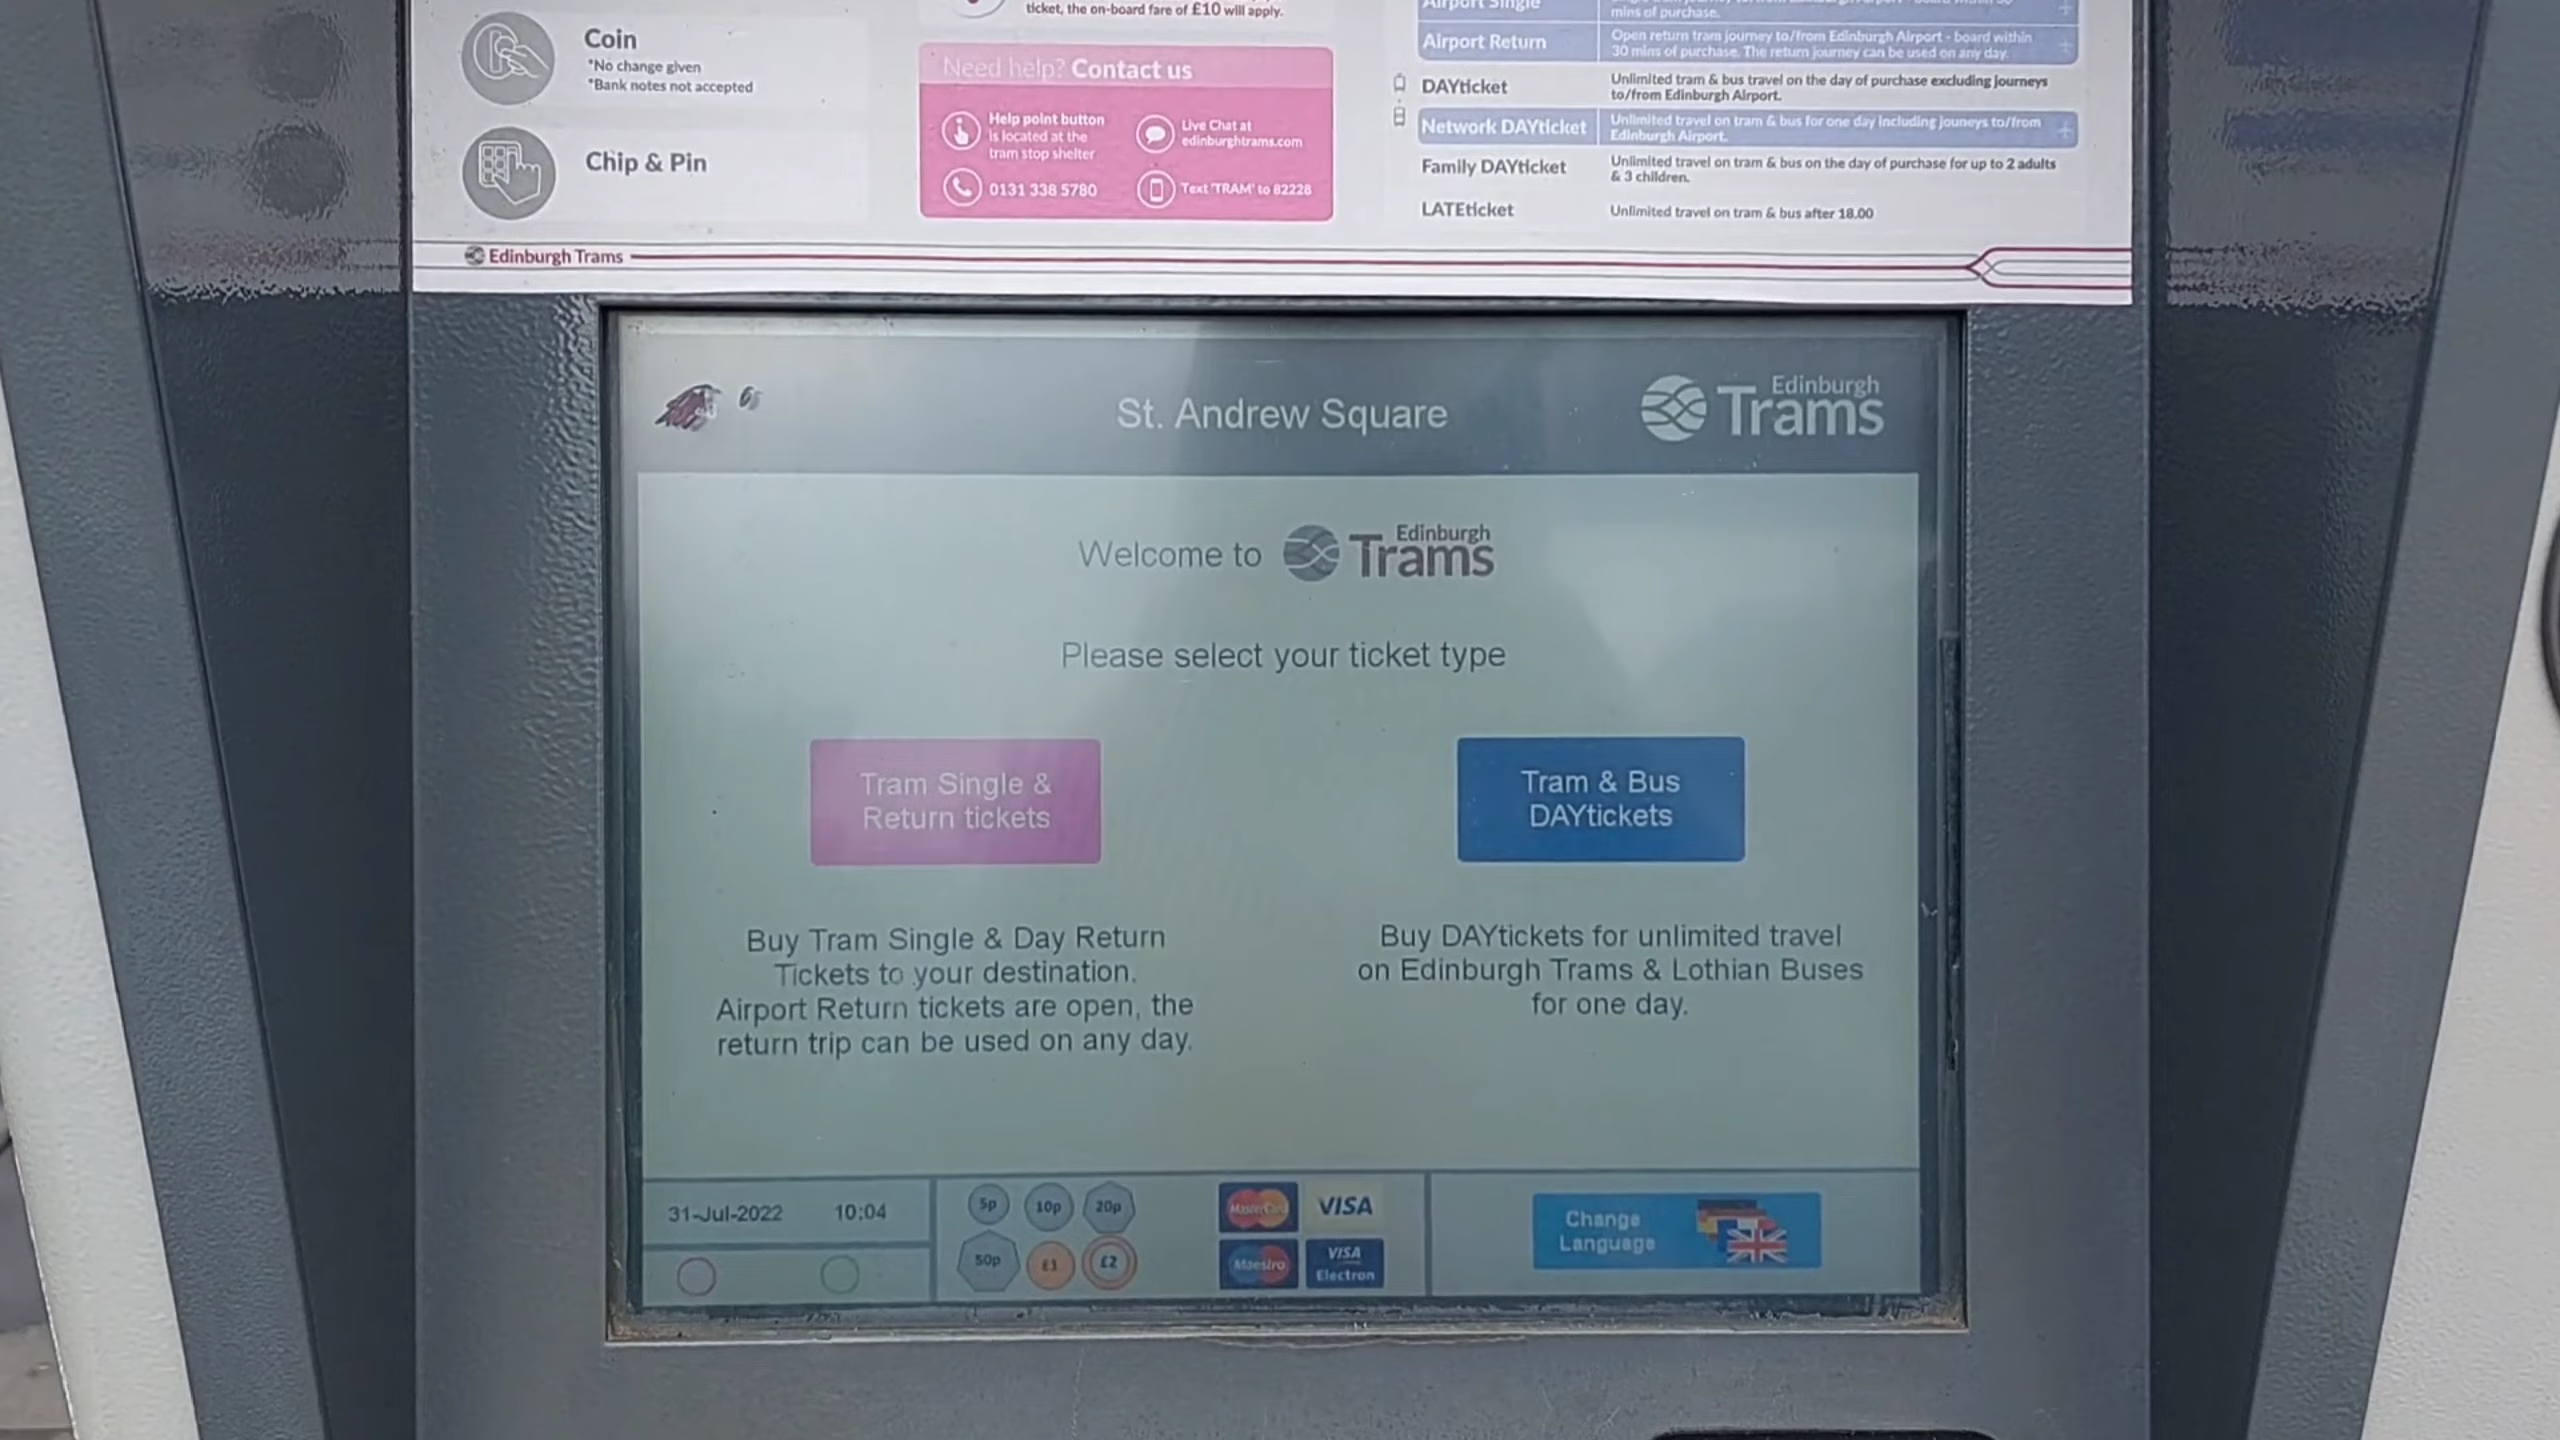 Coin
*No change given
*Bank notes not accepted
Chip & Pin
ticket, the on-board fare of £10 will apply.
Need help? Contact us
Help point button
is located at the
tram stop shelter
Live Chat at
edinburghtrams.com
0131 338 5780
Text 'TRAM' to 82228
Airport Single
mins of purchase.
Airport Return
Open return tram journey to/from Edinburgh Airport - board within
30 mins of purchase. The return journey can be used on any day.
DAYticket
Unlimited tram & bus travel on the day of purchase excluding journeys
to/from Edinburgh Airport.
Network DAYticket
Unlimited travel on tram & bus for one day including jouneys to/from
Edinburgh Airport.
Family DAYticket
Unlimited travel on tram & bus on the day of purchase for up to 2 adults
& 3 children.
LATEticket
Unlimited travel on tram & bus after 18.00
Edinburgh Trams
St. Andrew Square
Edinburgh
Trams
Welcome to Edinburgh Trams
Please select your ticket type
Tram Single &
Return tickets
Tram & Bus
DAYtickets
Buy Tram Single & Day Return
Tickets to your destination.
Airport Return tickets are open, the
return trip can be used on any day.
Buy DAYtickets for unlimited travel
on Edinburgh Trams & Lothian Buses
for one day.
31-Jul-2022 10:04
5p 10p 20p
50p £1 £2
MasterCard VISA
Maestro VISA
Electron
Change
Language